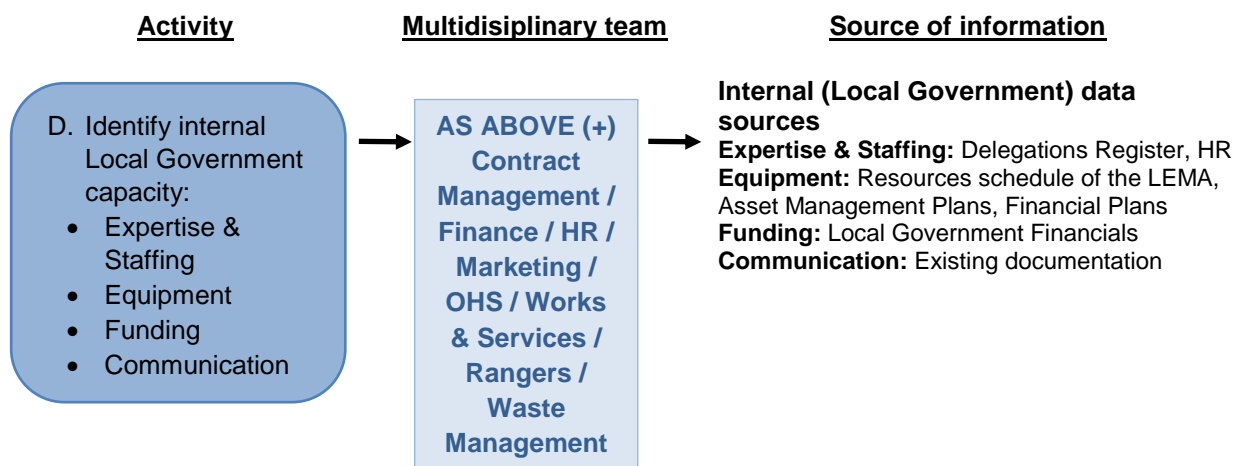 Activity
Multidisiplinary team
Source of information
D. Identify internal
Local Government
capacity:
• Expertise &
Staffing
• Equipment
• Funding
• Communication
AS ABOVE (+)
Contract
Management /
Finance / HR /
Marketing /
OHS / Works
& Services /
Rangers /
Waste
Management
Internal (Local Government) data
sources
Expertise & Staffing: Delegations Register, HR
Equipment: Resources schedule of the LEMA,
Asset Management Plans, Financial Plans
Funding: Local Government Financials
Communication: Existing documentation